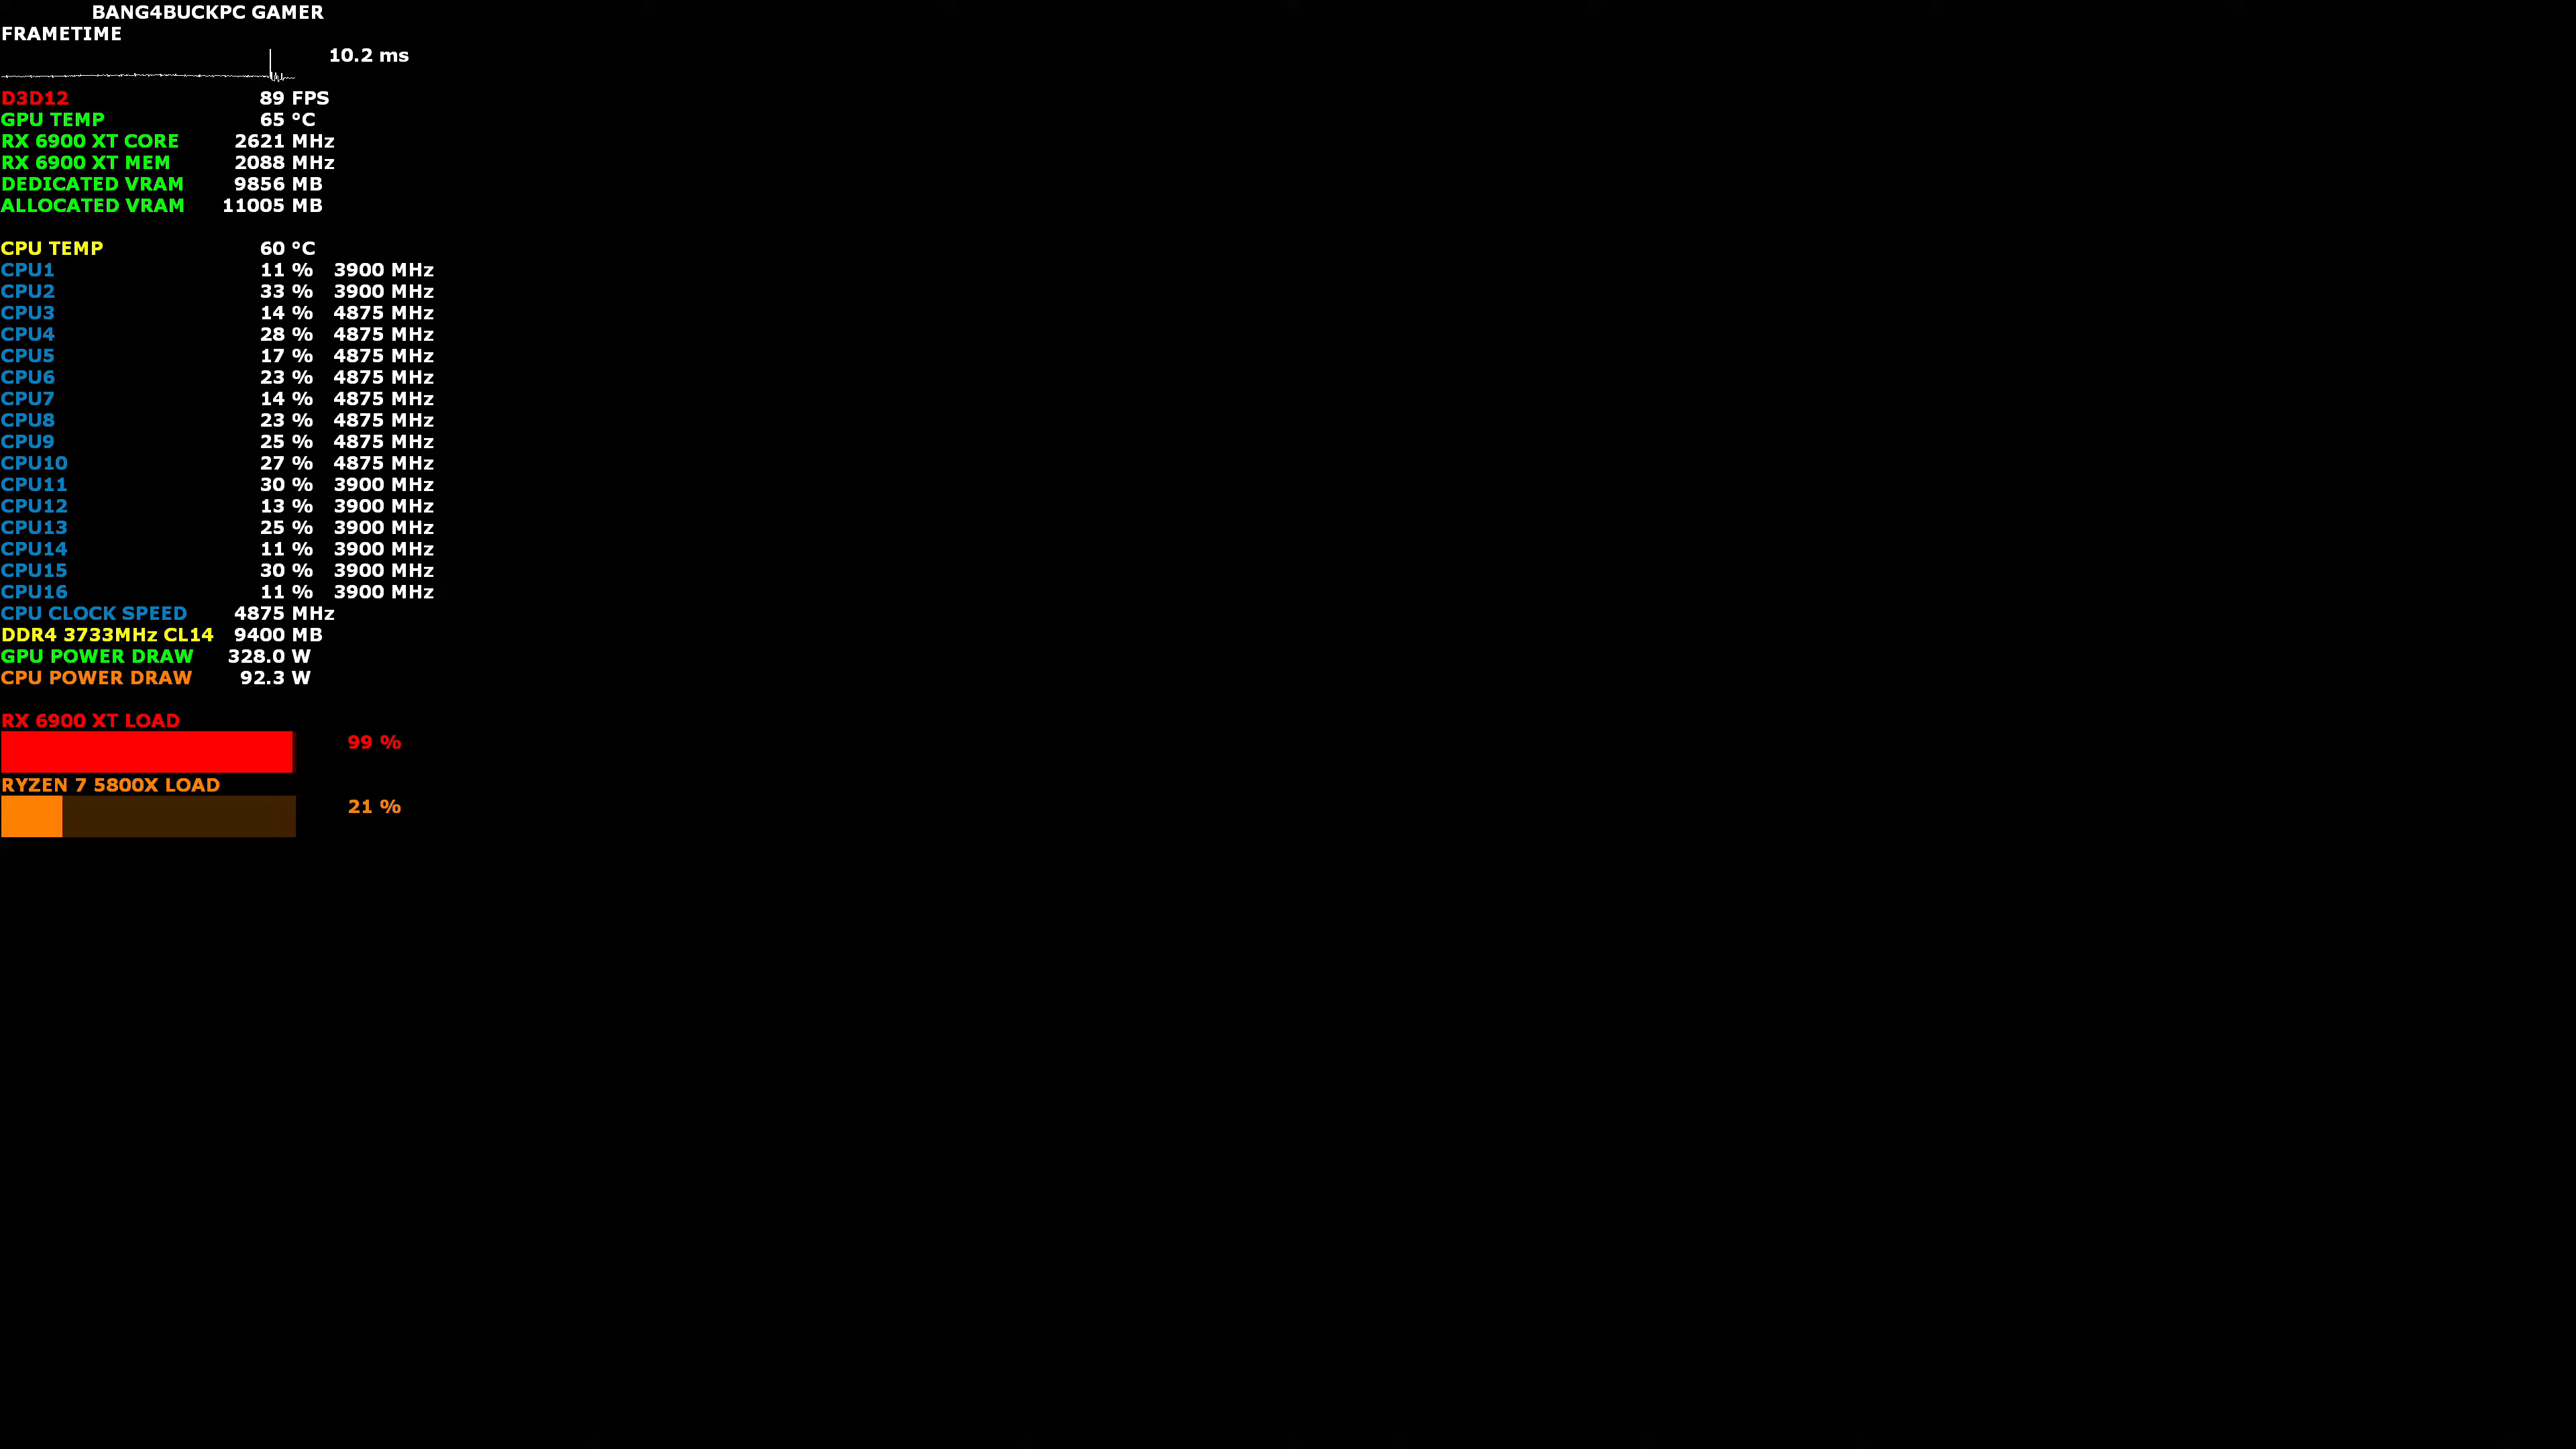 BANG4BUCKPC GAMER
FRAMETIME
10.2 ms
D3D12 89 FPS
GPU TEMP 65 °C
RX 6900 XT CORE 2621 MHz
RX 6900 XT MEM 2088 MHz
DEDICATED VRAM 9856 MB
ALLOCATED VRAM 11005 MB
CPU TEMP 60 °C
CPU1 11 % 3900 MHz
CPU2 33 % 3900 MHz
CPU3 14 % 4875 MHz
CPU4 28 % 4875 MHz
CPU5 17 % 4875 MHz
CPU6 23 % 4875 MHz
CPU7 14 % 4875 MHz
CPU8 23 % 4875 MHz
CPU9 25 % 4875 MHz
CPU10 27 % 4875 MHz
CPU11 30 % 3900 MHz
CPU12 13 % 3900 MHz
CPU13 25 % 3900 MHz
CPU14 11 % 3900 MHz
CPU15 30 % 3900 MHz
CPU16 11 % 3900 MHz
CPU CLOCK SPEED 4875 MHz
DDR4 3733MHz CL14 9400 MB
GPU POWER DRAW 328.0 W
CPU POWER DRAW 92.3 W
RX 6900 XT LOAD
99 %
RYZEN 7 5800X LOAD
21 %